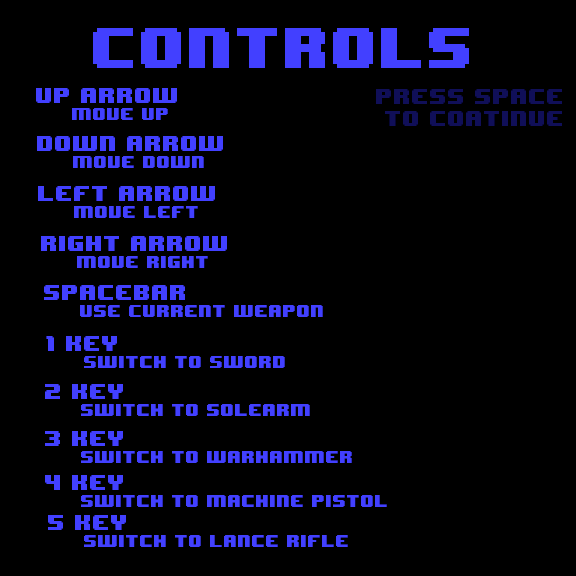 CONTROLS
UP ARROW
MOVE UP
PRESS SPACE
TO CONTINUE
DOWN ARROW
MOVE DOWN
LEFT ARROW
MOVE LEFT
RIGHT ARROW
MOVE RIGHT
SPACEBAR
USE CURRENT WEAPON
1 KEY
SWITCH TO SWORD
2 KEY
SWITCH TO SOLEARM
3 KEY
SWITCH TO WARHAMMER
4 KEY
SWITCH TO MACHINE PISTOL
5 KEY
SWITCH TO LANCE RIFLE